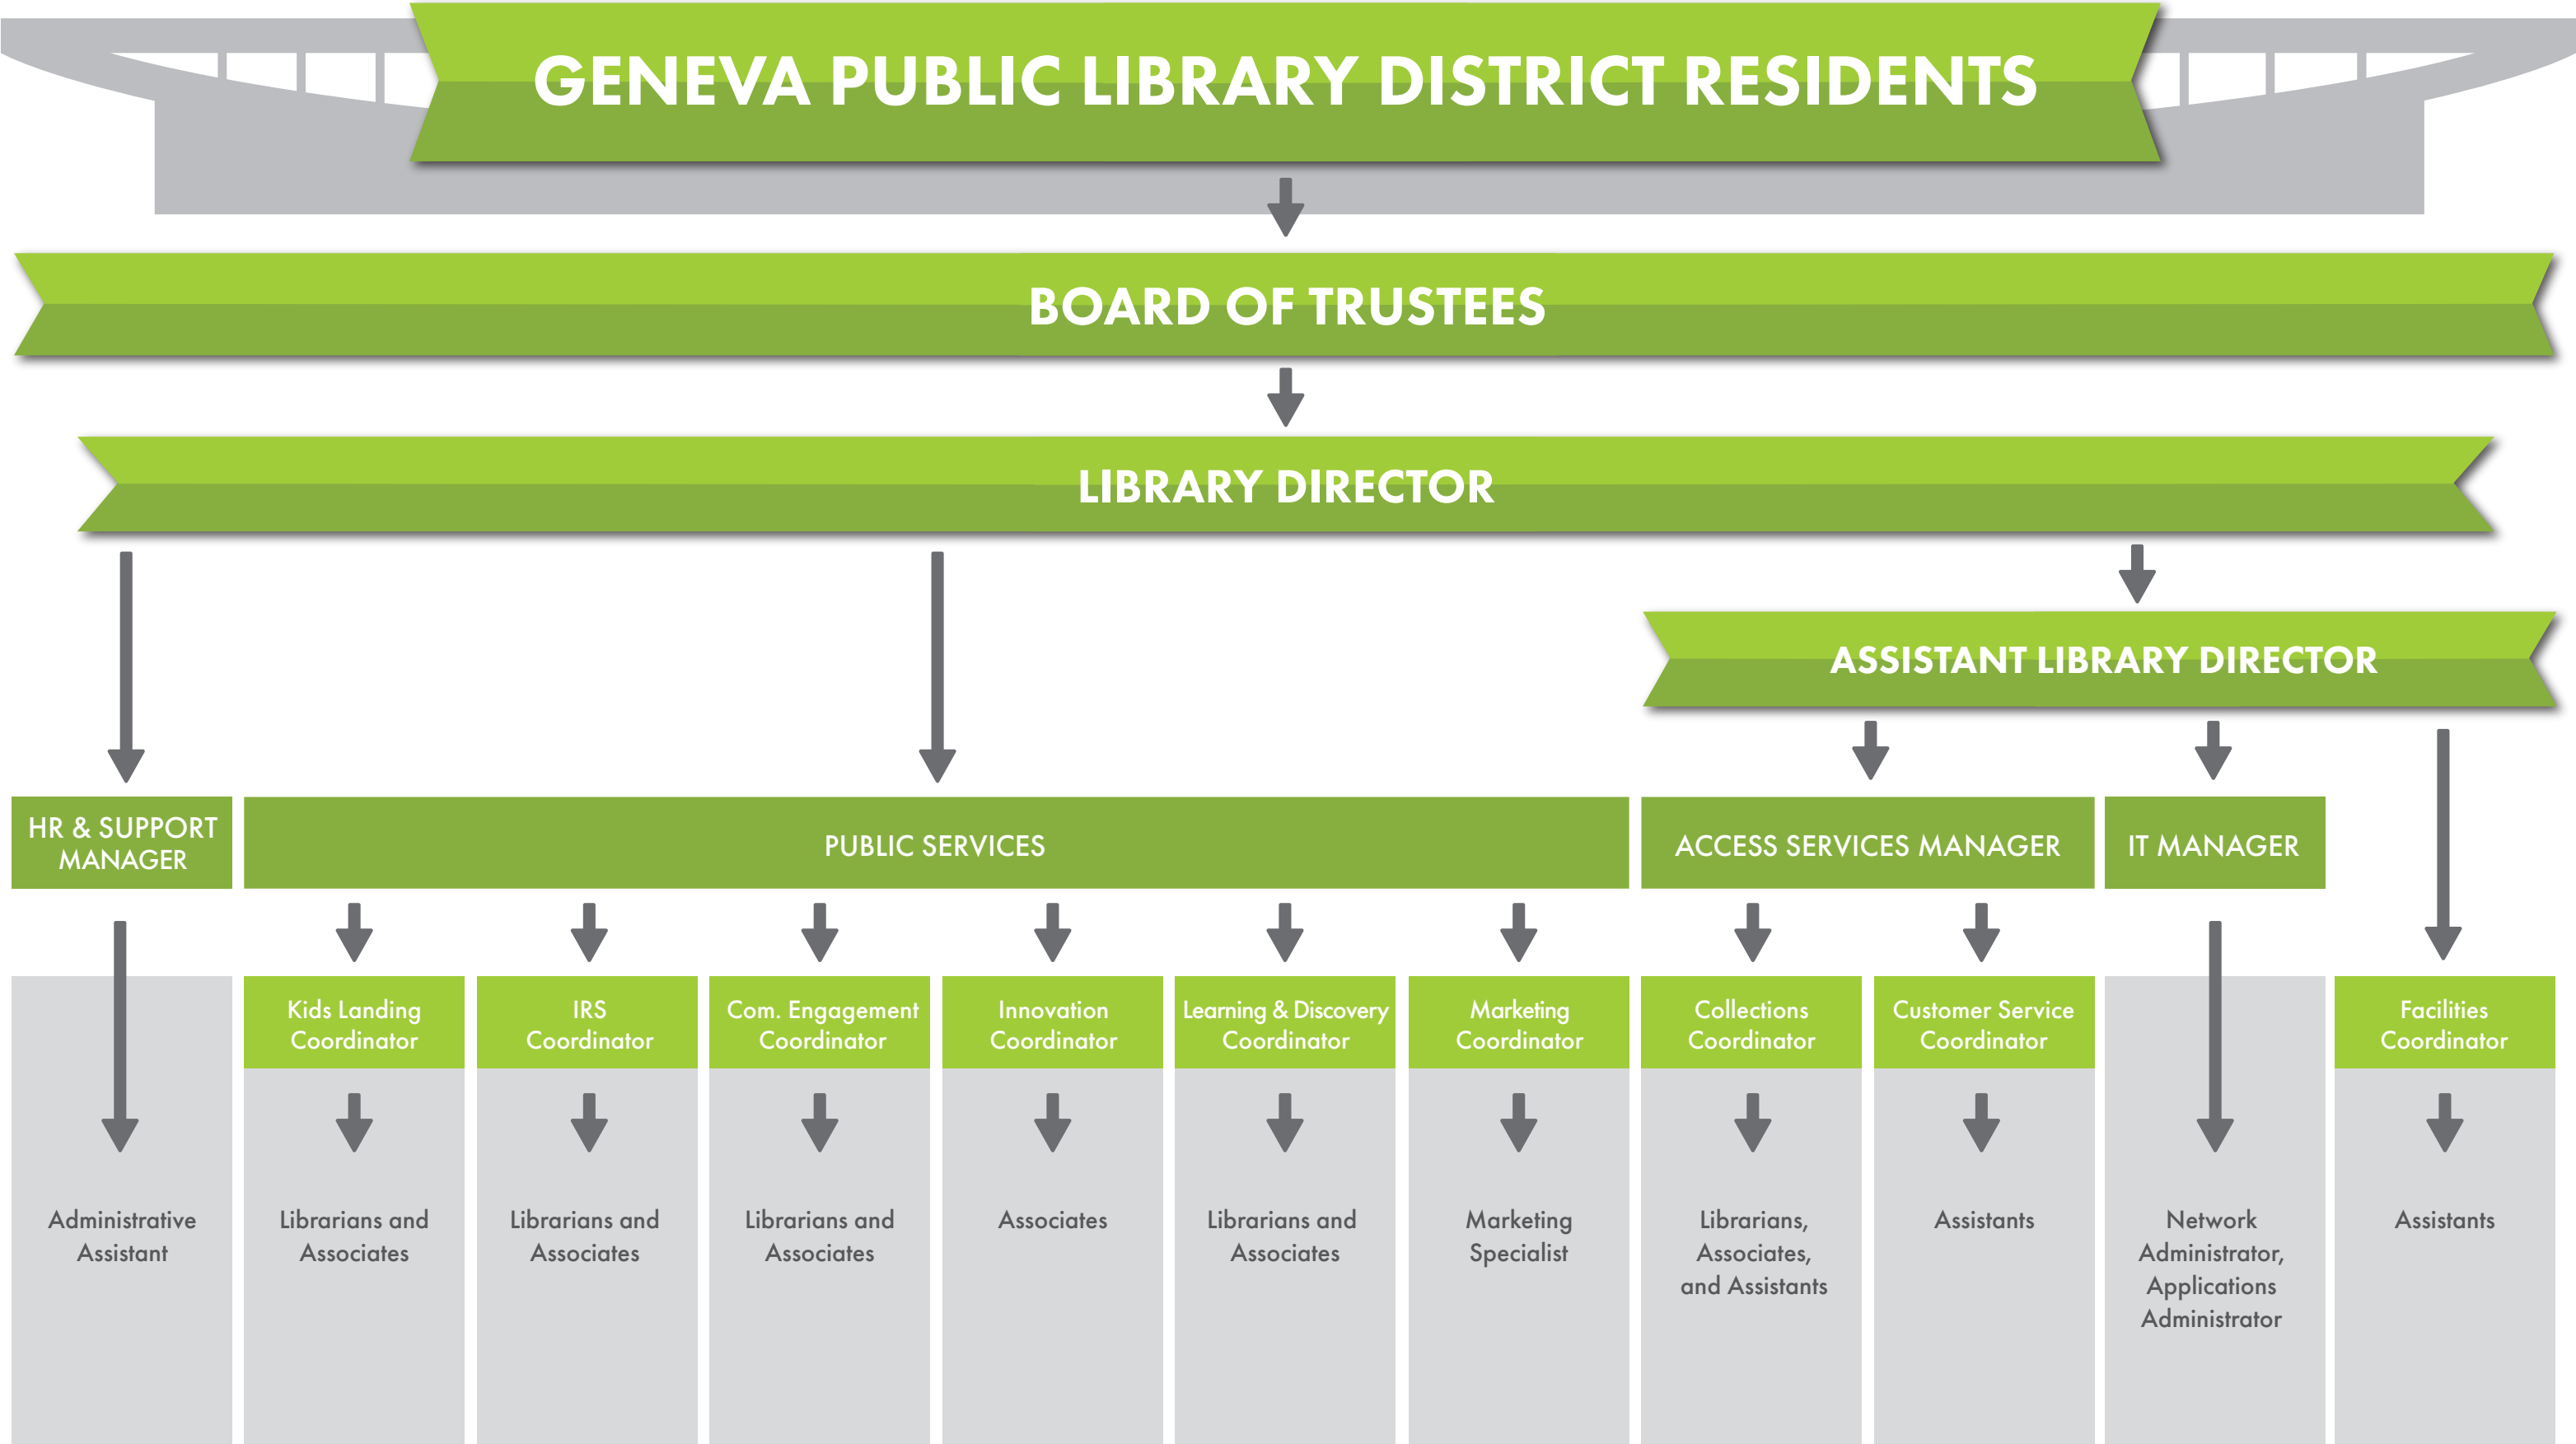 GENEVA PUBLIC LIBRARY DISTRICT RESIDENTS
BOARD OF TRUSTEES
LIBRARY DIRECTOR
ASSISTANT LIBRARY DIRECTOR
HR & SUPPORT
MANAGER
PUBLIC SERVICES
ACCESS SERVICES MANAGER
IT MANAGER
Kids Landing
Coordinator
IRS
Coordinator
Com. Engagement
Coordinator
Innovation
Coordinator
Learning & Discovery
Coordinator
Marketing
Coordinator
Collections
Coordinator
Customer Service
Coordinator
Facilities
Coordinator
Administrative
Assistant
Librarians and
Associates
Librarians and
Associates
Librarians and
Associates
Associates
Librarians and
Associates
Marketing
Specialist
Librarians,
Associates,
and Assistants
Assistants
Network
Administrator,
Applications
Administrator
Assistants